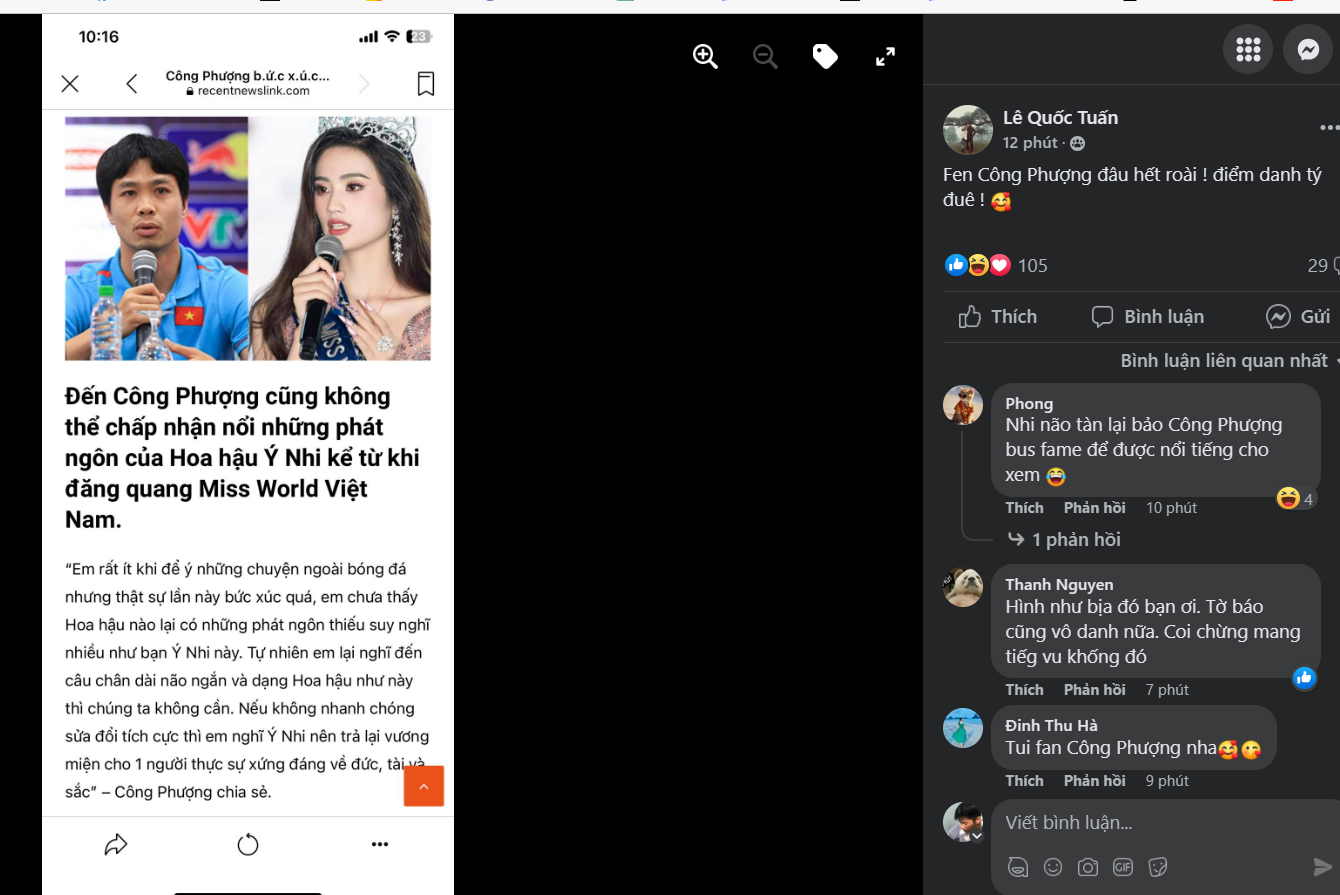 10:16
23
Công Phượng b.ứ.c x.ú.c...
recentnewslink.com
VTV
MISS
Đến Công Phượng cũng không
thể chấp nhận nổi những phát
ngôn của Hoa hậu Ý Nhi kể từ khi
đăng quang Miss World Việt
Nam.
“Em rất ít khi để ý những chuyện ngoài bóng đá
nhưng thật sự lần này bức xúc quá, em chưa thấy
Hoa hậu nào lại có những phát ngôn thiếu suy nghĩ
nhiều như bạn Ý Nhi này. Tự nhiên em lại nghĩ đến
câu chân dài não ngắn và dạng Hoa hậu như này
thì chúng ta không cần. Nếu không nhanh chóng
sửa đổi tích cực thì em nghĩ Ý Nhi nên trả lại vương
miện cho 1 người thực sự xứng đáng về đức, tài và
sắc” – Công Phượng chia sẻ.
Lê Quốc Tuấn
12 phút ·
Fen Công Phượng đâu hết roài ! điểm danh tý
đuê ! 🥰
105
29
Thích Bình luận Gửi
Bình luận liên quan nhất
Phong
Nhi não tàn lại bảo Công Phượng
bus fame để được nổi tiếng cho
xem 😂
4
Thích Phản hồi 10 phút
1 phản hồi
Thanh Nguyen
Hình như bịa đó bạn ơi. Tờ báo
cũng vô danh nữa. Coi chừng mang
tiếg vu khống đó
Thích Phản hồi 7 phút
Đinh Thu Hà
Tui fan Công Phượng nha🥰😘
Thích Phản hồi 9 phút
Viết bình luận...
GIF